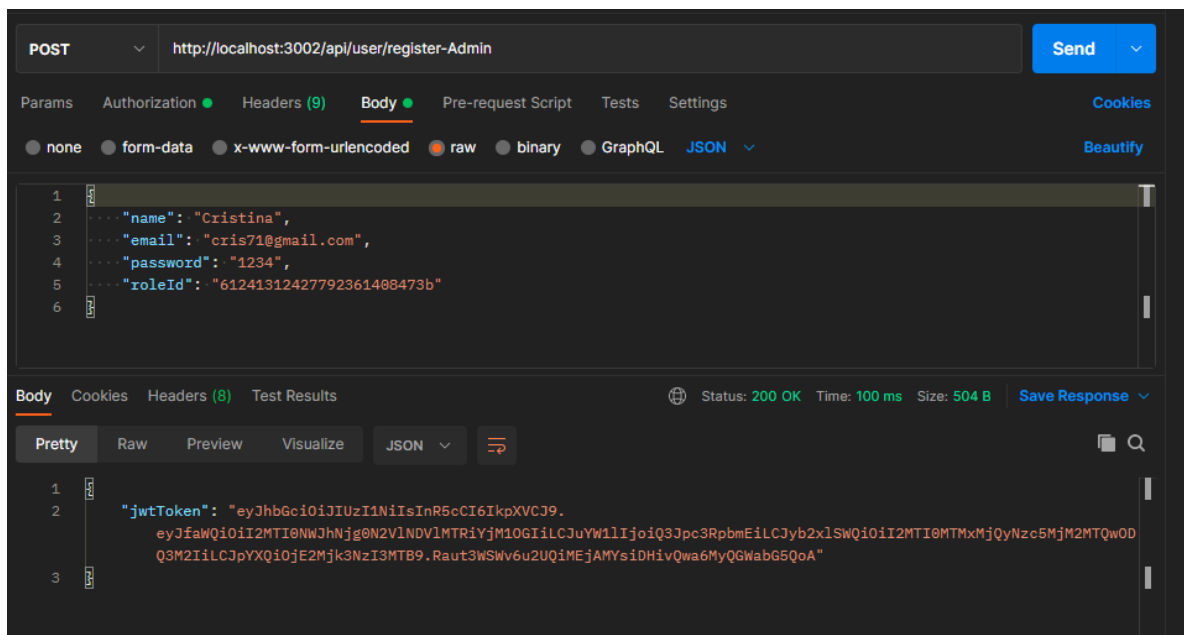 POST http://localhost:3002/api/user/register-Admin Send
Params Authorization Headers (9) Body Pre-request Script Tests Settings Cookies
none form-data x-www-form-urlencoded raw binary GraphQL JSON Beautify
1 {
2 "name": "Cristina",
3 "email": "cris71@gmail.com",
4 "password": "1234",
5 "roleId": "61241312427792361408473b"
6 }
Body Cookies Headers (8) Test Results Status: 200 OK Time: 100 ms Size: 504 B Save Response
Pretty Raw Preview Visualize JSON
1 {
2 "jwtToken": "eyJhbGciOiJIUzI1NiIsInR5cCI6IkpXVCJ9.
eyJfaWQiOiI2MTI0NWJhNjg0N2VlNDVlMTRiYjM1OGIiLCJuYW1lIjoiQ3Jpc3RpbmEiLCJyb2xlSWQiOiI2MTI0MTMxMjQyNzc5MjM2MTQwOD
Q3M2IiLCJpYXQiOjE2Mjk3NzI3MTB9.Raut3WSWv6u2UQiMEjAMYsiDHivQwa6MyQGWabG5QoA"
3 }